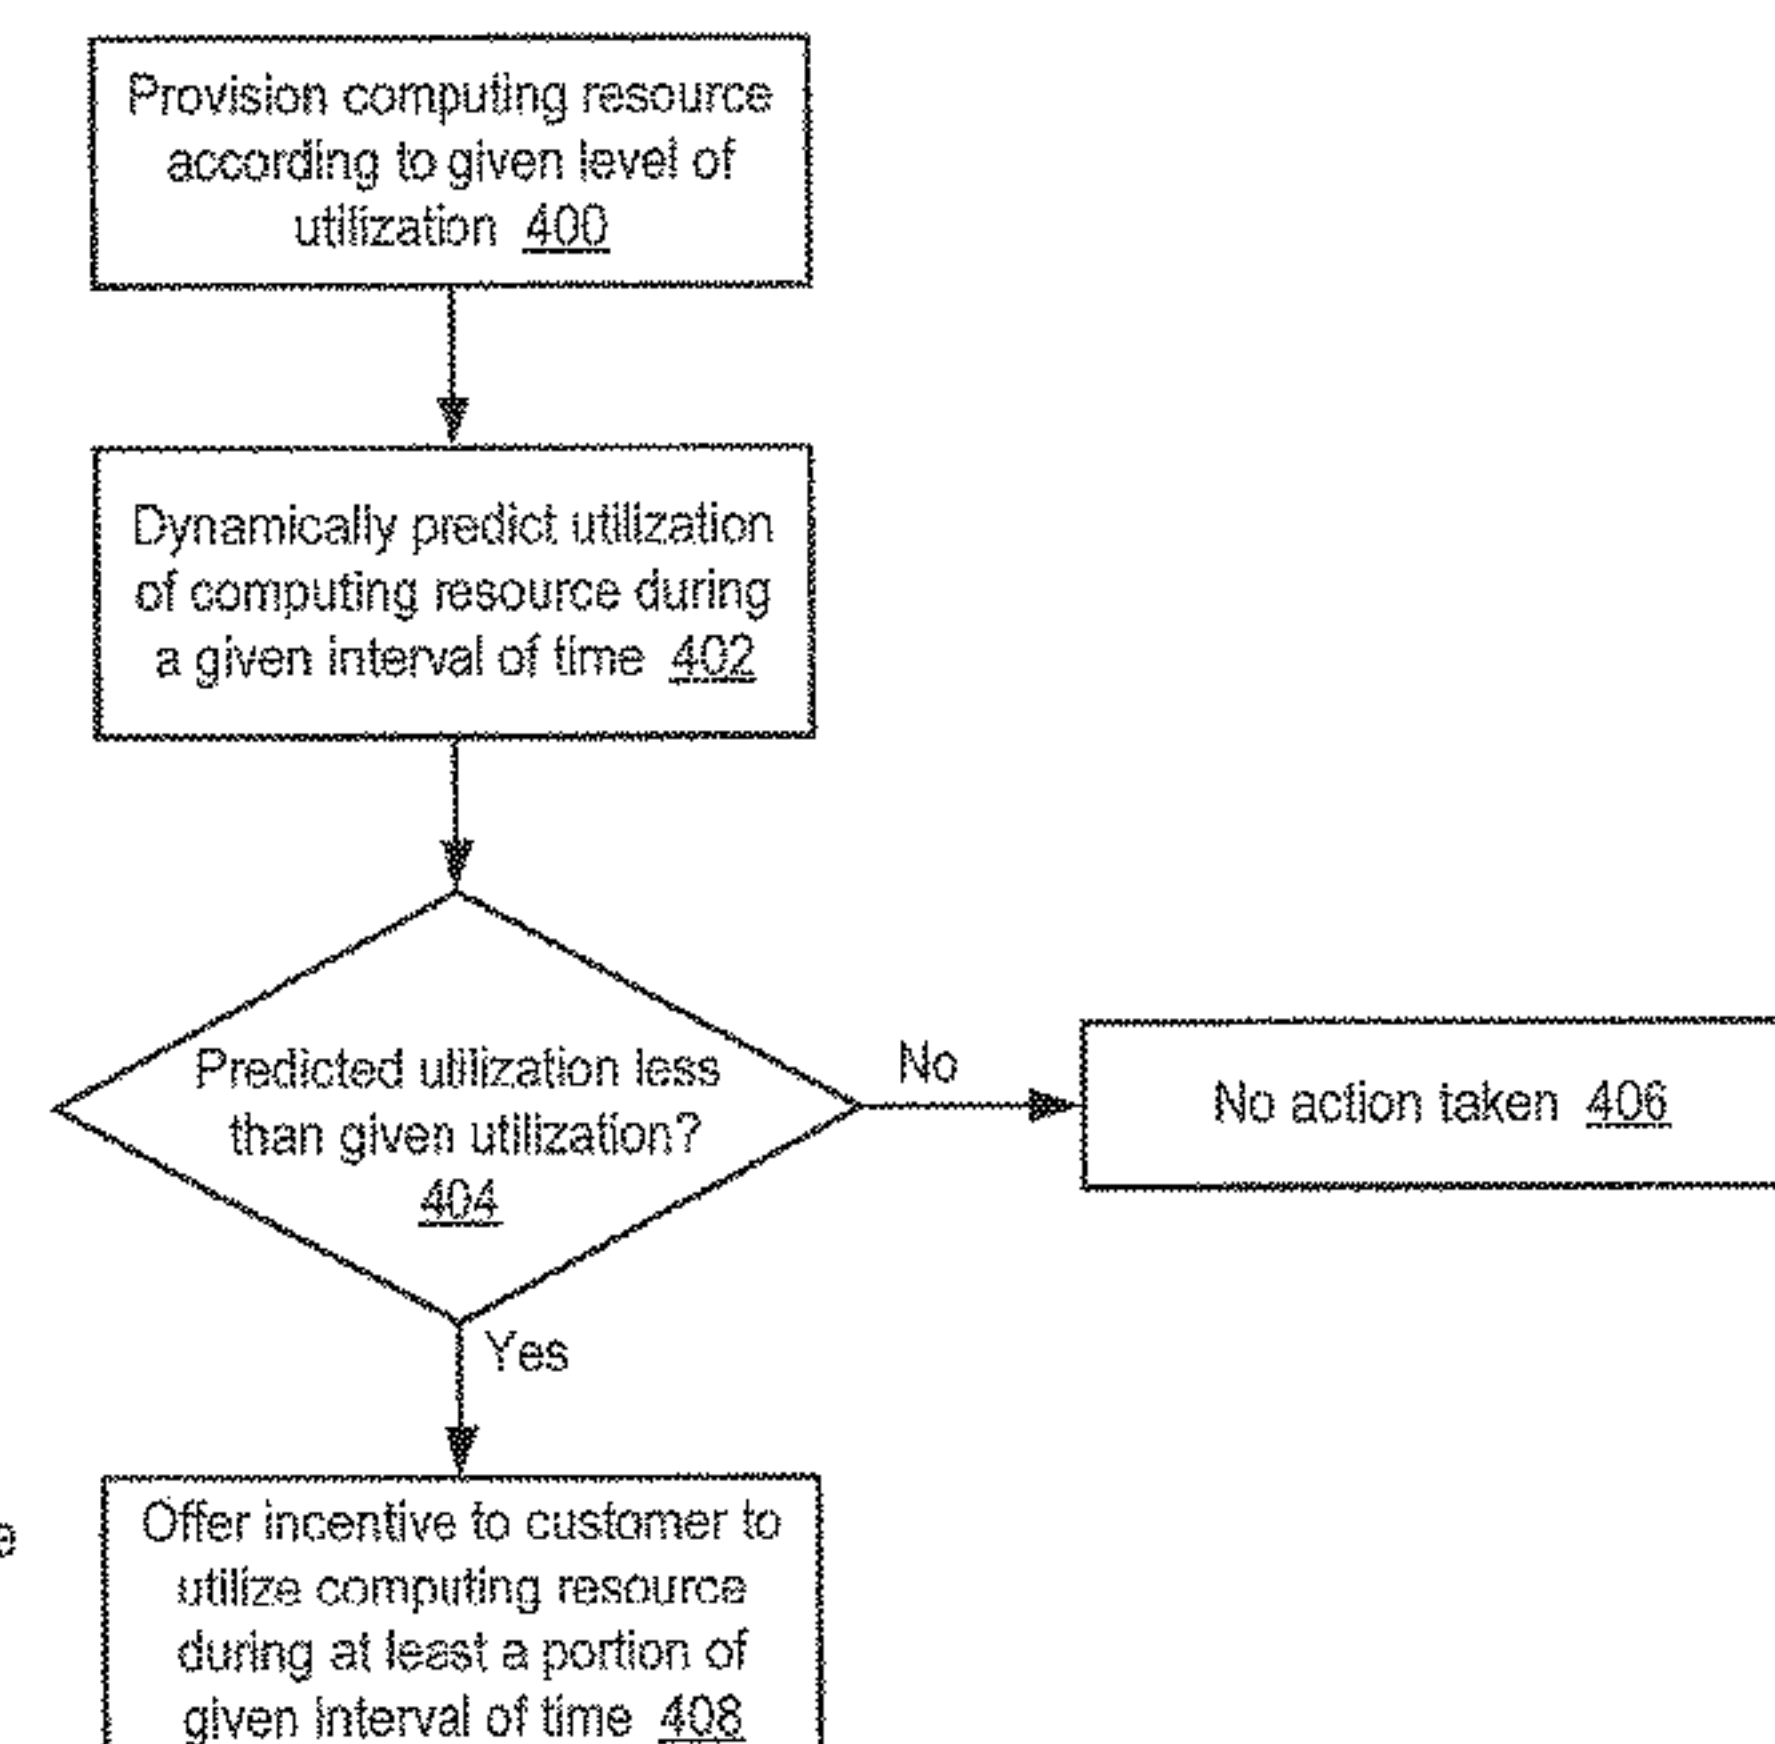 Provision computing resource
according to given level of
utilization 400
Dynamically predict utilization
of computing resource during
a given interval of time 402
Predicted utilization less
than given utilization?
404
No
No action taken 406
Yes
Offer incentive to customer to
utilize computing resource
during at least a portion of
given interval of time 408